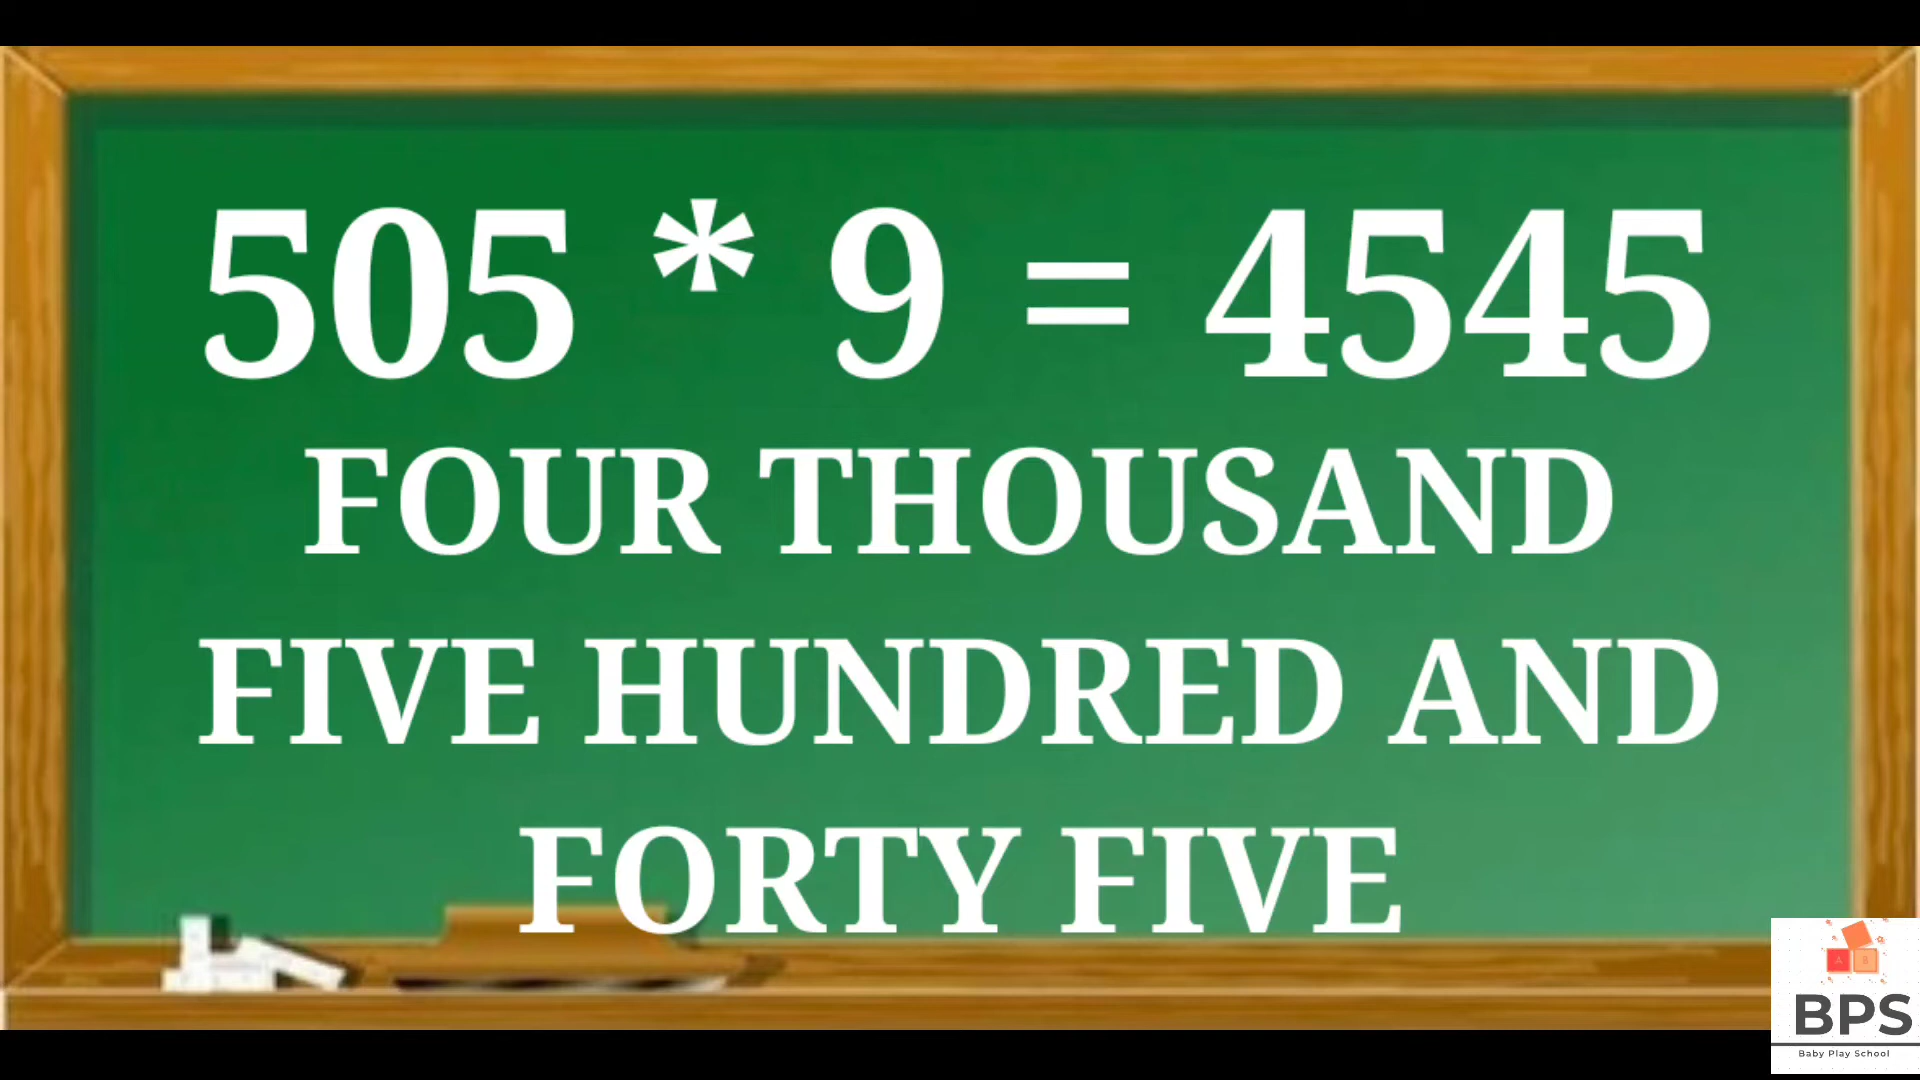 505 * 9 = 4545
FOUR THOUSAND
FIVE HUNDRED AND
FORTY FIVE
A B
BPS
Baby Play School